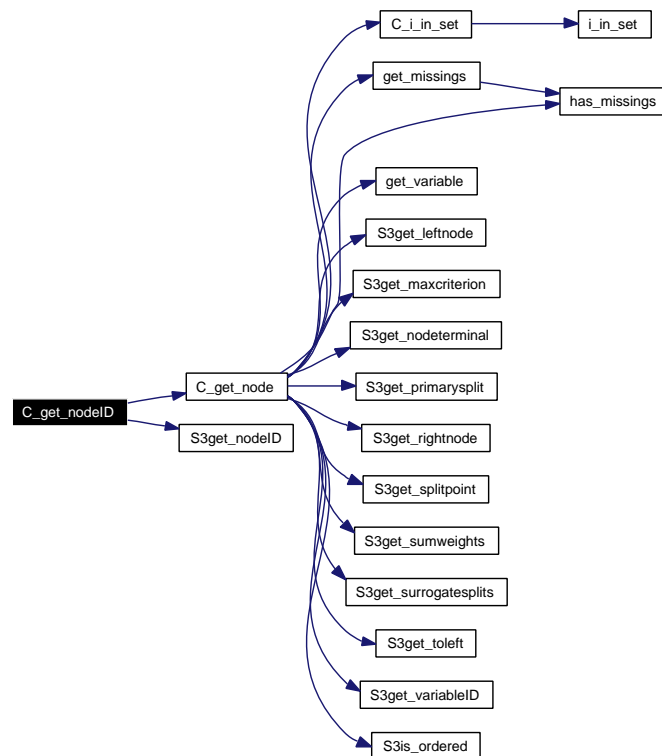 C_i_in_set
i_in_set
get_missings
has_missings
get_variable
S3get_leftnode
S3get_maxcriterion
S3get_nodeterminal
C_get_node
S3get_primarysplit
C_get_nodeID
S3get_nodeID
S3get_rightnode
S3get_splitpoint
S3get_sumweights
S3get_surrogatesplits
S3get_toleft
S3get_variableID
S3is_ordered